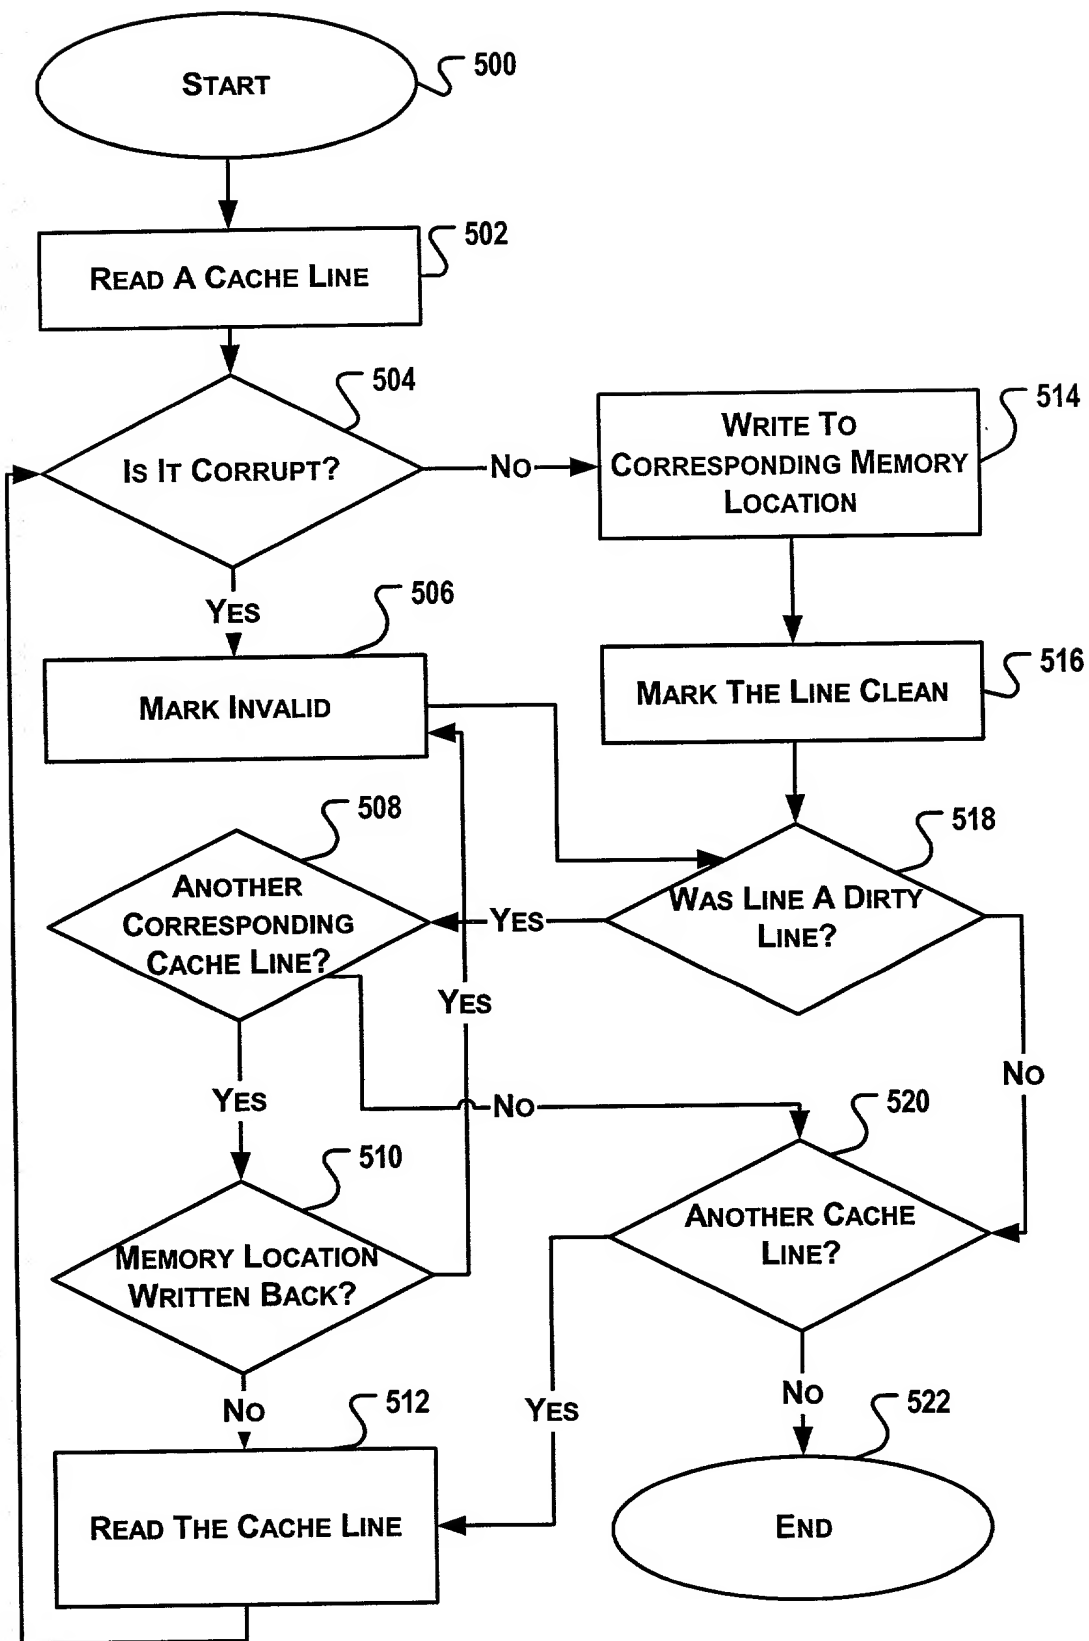 START
500
READ A CACHE LINE
502
IS IT CORRUPT?
504
NO
WRITE TO
CORRESPONDING MEMORY
LOCATION
514
YES
506
MARK INVALID
MARK THE LINE CLEAN
516
508
ANOTHER
CORRESPONDING
CACHE LINE?
YES
518
WAS LINE A DIRTY
LINE?
YES
NO
YES
NO
520
510
MEMORY LOCATION
WRITTEN BACK?
ANOTHER CACHE
LINE?
NO
512
YES
NO
522
READ THE CACHE LINE
END